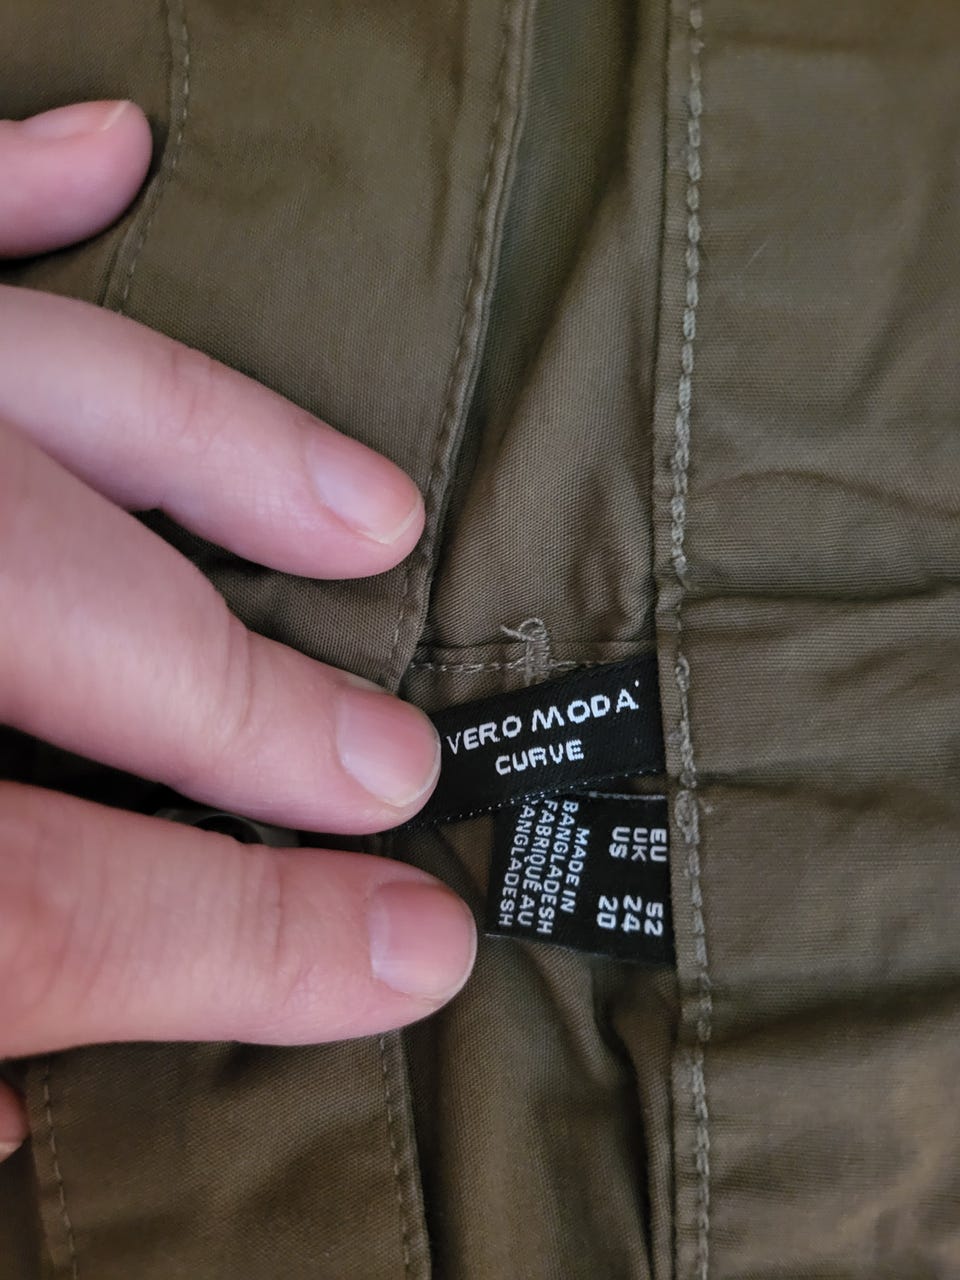 VERO MODA
CURVE
EU 52
UK 24
US 20
MADE IN
BANGLADESH
FABRIQUÉ AU
BANGLADESH